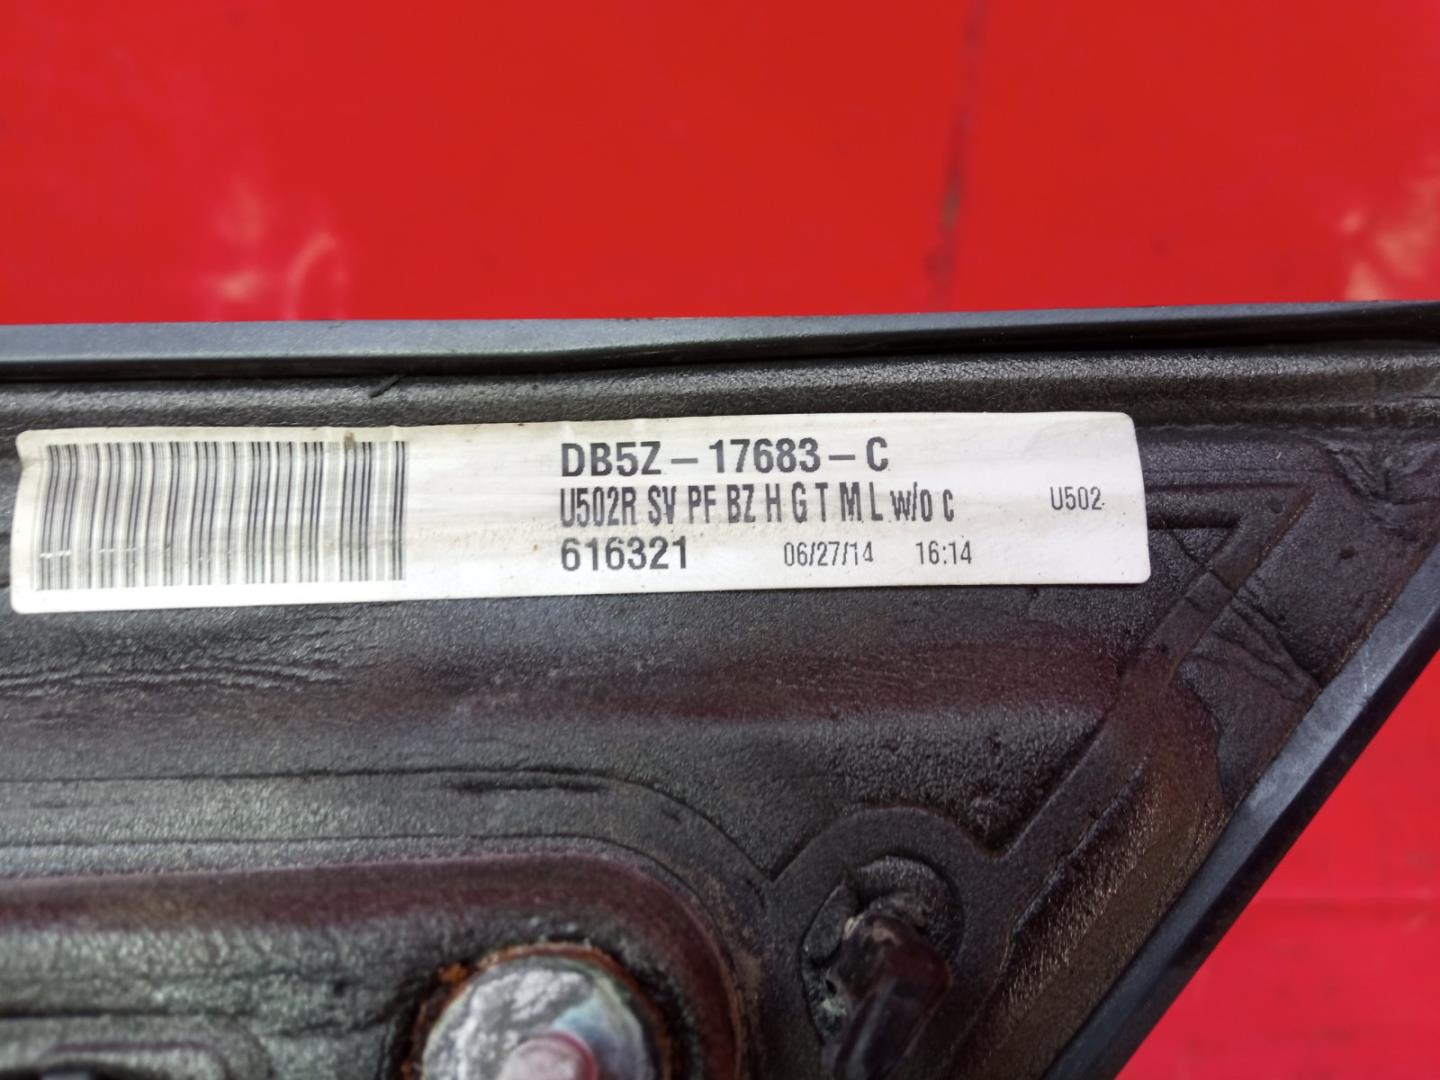 DB5Z-17683-C
U502R SV PF BZ H G T M L w/o c U502
616321 06/27/14 16:14